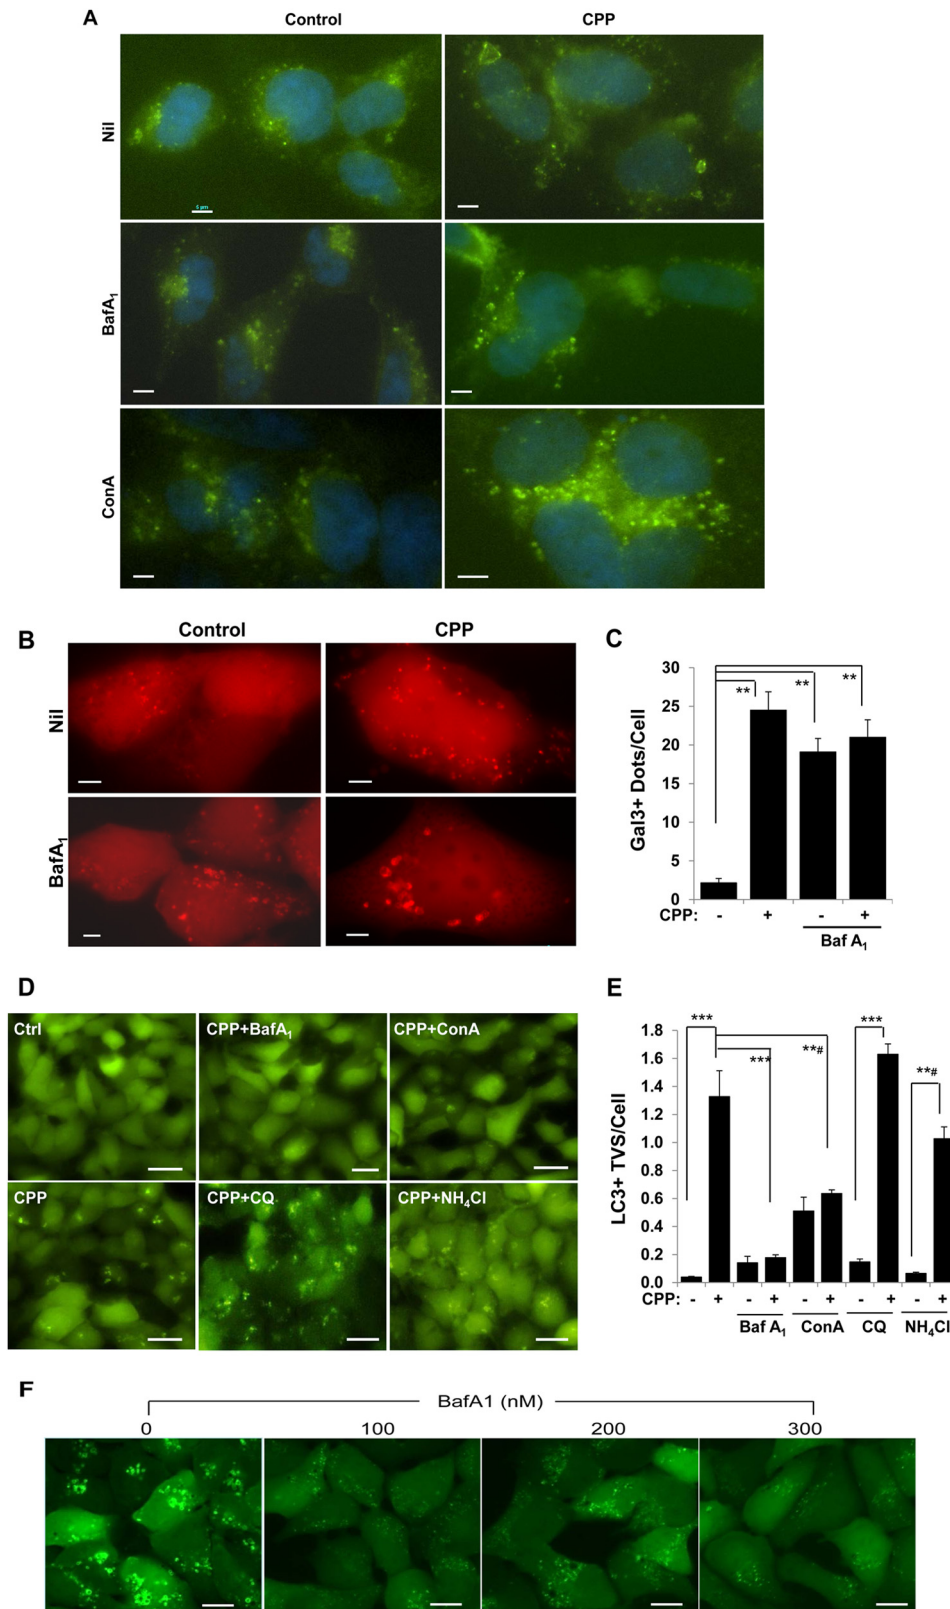 A
Control CPP
Nil
5 µm
BafA₁
ConA
B
Control CPP
Nil
BafA₁
C
Gal3+ Dots/Cell
30
25
20
15
10
5
0
** ** **
CPP: - + - +
Baf A₁
D
Ctrl CPP+BafA₁ CPP+ConA
CPP CPP+CQ CPP+NH₄Cl
E
LC3+ TVS/Cell
1.8
1.6
1.4
1.2
1.0
0.8
0.6
0.4
0.2
0.0
*** *** **# *** **#
CPP: - + - + - + - + - +
Baf A₁ ConA CQ NH₄Cl
F
BafA1 (nM)
0 100 200 300